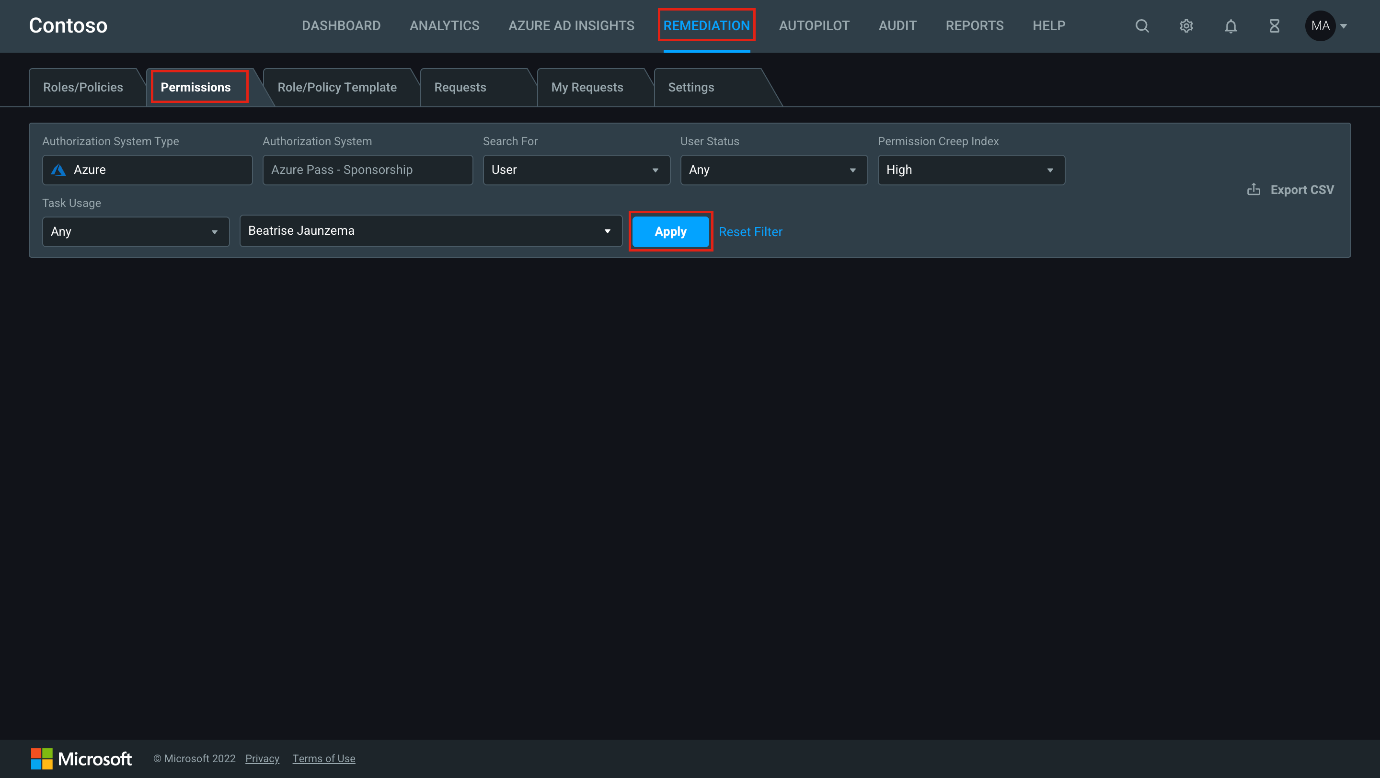 Contoso
DASHBOARD ANALYTICS AZURE AD INSIGHTS REMEDIATION AUTOPILOT AUDIT REPORTS HELP MA
Roles/Policies Permissions Role/Policy Template Requests My Requests Settings
Authorization System Type Authorization System Search For User Status Permission Creep Index
Azure Azure Pass - Sponsorship User Any High
Export CSV
Task Usage
Any Beatrise Jaunzema Apply Reset Filter
Microsoft © Microsoft 2022 Privacy Terms of Use